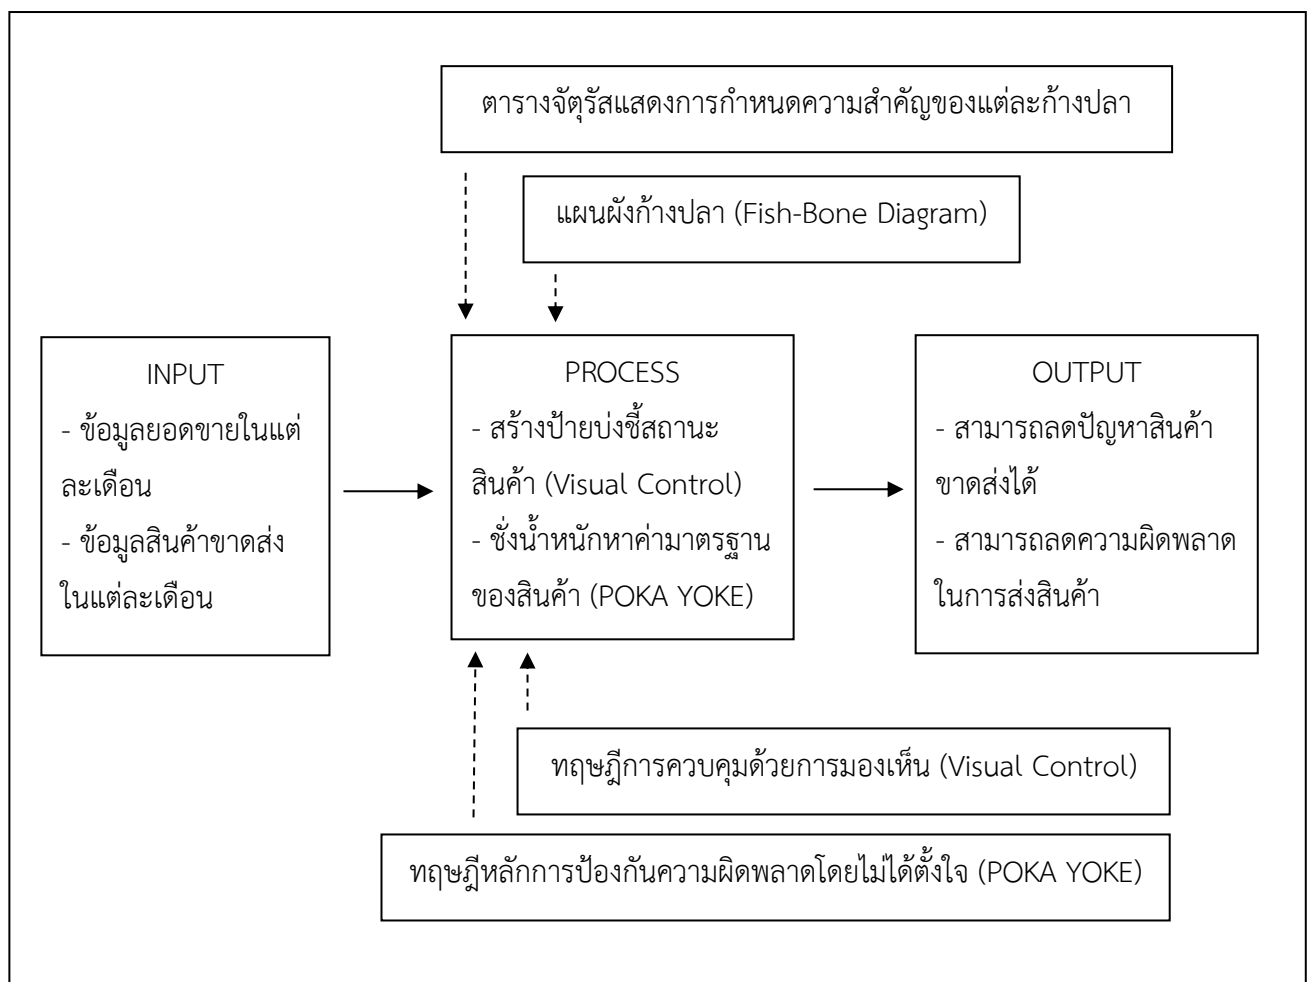 ตารางจัตุรัสแสดงการกำหนดความสำคัญของแต่ละก้างปลา
แผนผังก้างปลา (Fish-Bone Diagram)
INPUT
- ข้อมูลยอดขายในแต่
ละเดือน
- ข้อมูลสินค้าขาดส่ง
ในแต่ละเดือน
PROCESS
- สร้างป้ายบ่งชี้สถานะ
สินค้า (Visual Control)
- ชั่งน้ำหนักหาค่ามาตรฐาน
ของสินค้า (POKA YOKE)
OUTPUT
- สามารถลดปัญหาสินค้า
ขาดส่งได้
- สามารถลดความผิดพลาด
ในการส่งสินค้า
ทฤษฎีการควบคุมด้วยการมองเห็น (Visual Control)
ทฤษฎีหลักการป้องกันความผิดพลาดโดยไม่ได้ตั้งใจ (POKA YOKE)